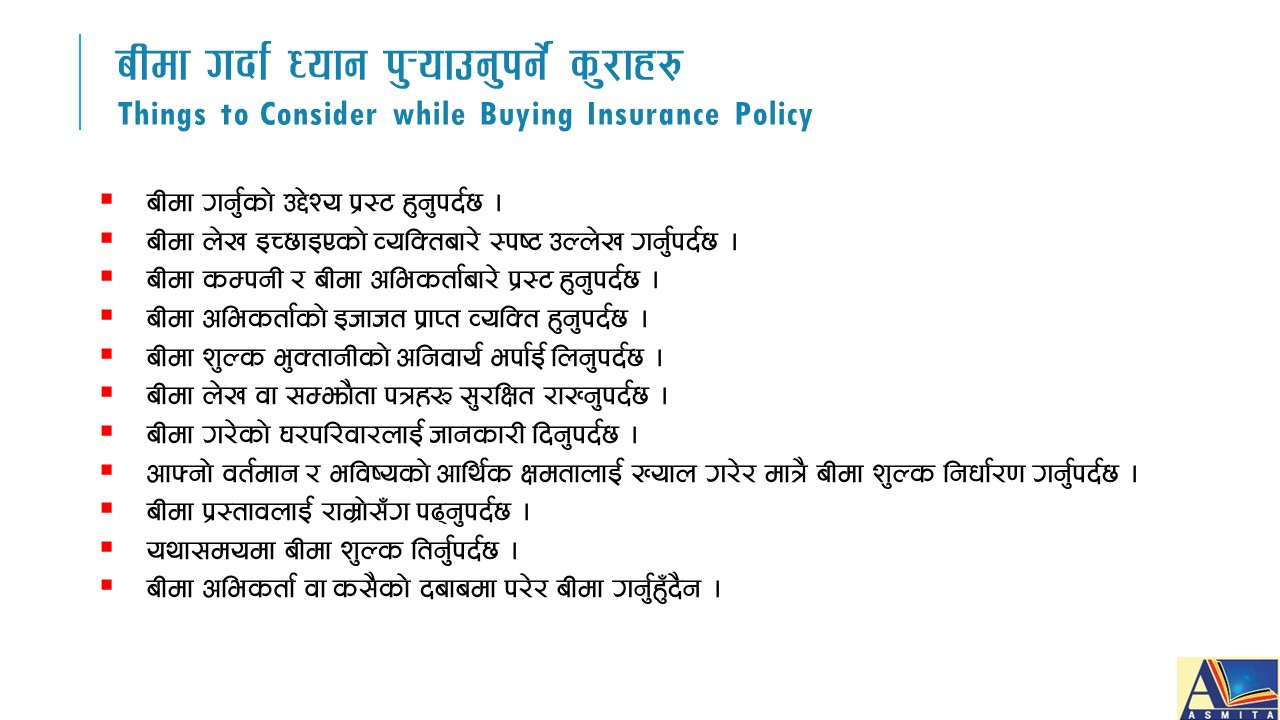 बीमा गर्दा ध्यान पुऱ्याउनुपर्ने कुराहरु
Things to Consider while Buying Insurance Policy
▪ बीमा गर्नुको उद्देश्य प्रस्ट हुनुपर्दछ ।
▪ बीमा लेख इच्छाइएको व्यक्तिबारे स्पष्ट उल्लेख गर्नुपर्दछ ।
▪ बीमा कम्पनी र बीमा अभिकर्ताबारे प्रस्ट हुनुपर्दछ ।
▪ बीमा अभिकर्ताको इजाजत प्राप्त व्यक्ति हुनुपर्दछ ।
▪ बीमा शुल्क भुक्तानीको अनिवार्य भर्पाई लिनुपर्दछ ।
▪ बीमा लेख वा सम्झौता पत्रहरु सुरक्षित राख्नुपर्दछ ।
▪ बीमा गरेको घरपरिवारलाई जानकारी दिनुपर्दछ ।
▪ आफ्नो वर्तमान र भविष्यको आर्थिक क्षमतालाई ख्याल गरेर मात्रै बीमा शुल्क निर्धारण गर्नुपर्दछ ।
▪ बीमा प्रस्तावलाई राम्रोसँग पढ्नुपर्दछ ।
▪ यथासमयमा बीमा शुल्क तिर्नुपर्दछ ।
▪ बीमा अभिकर्ता वा कसैको दबाबमा परेर बीमा गर्नुहुँदैन ।
ASMITA